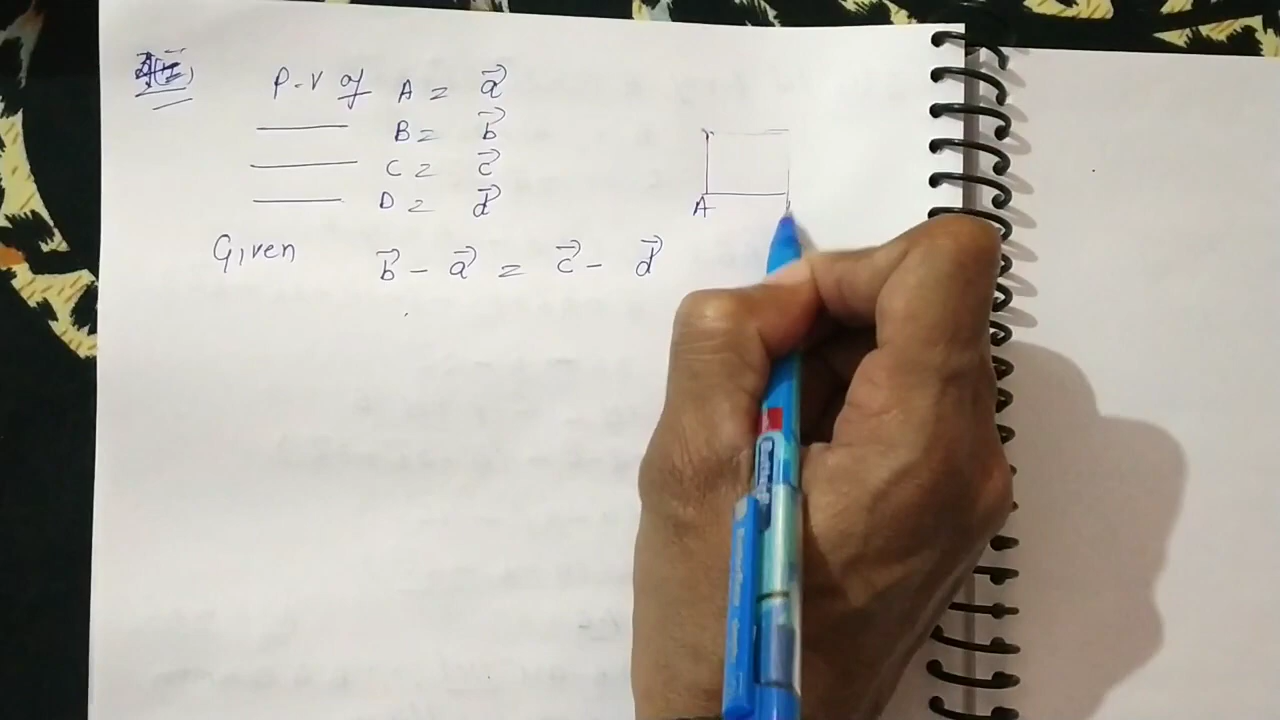 P.V of A = a⃗
B = b⃗
C = c⃗
D = d⃗
A
Given b⃗ - a⃗ = c⃗ - d⃗